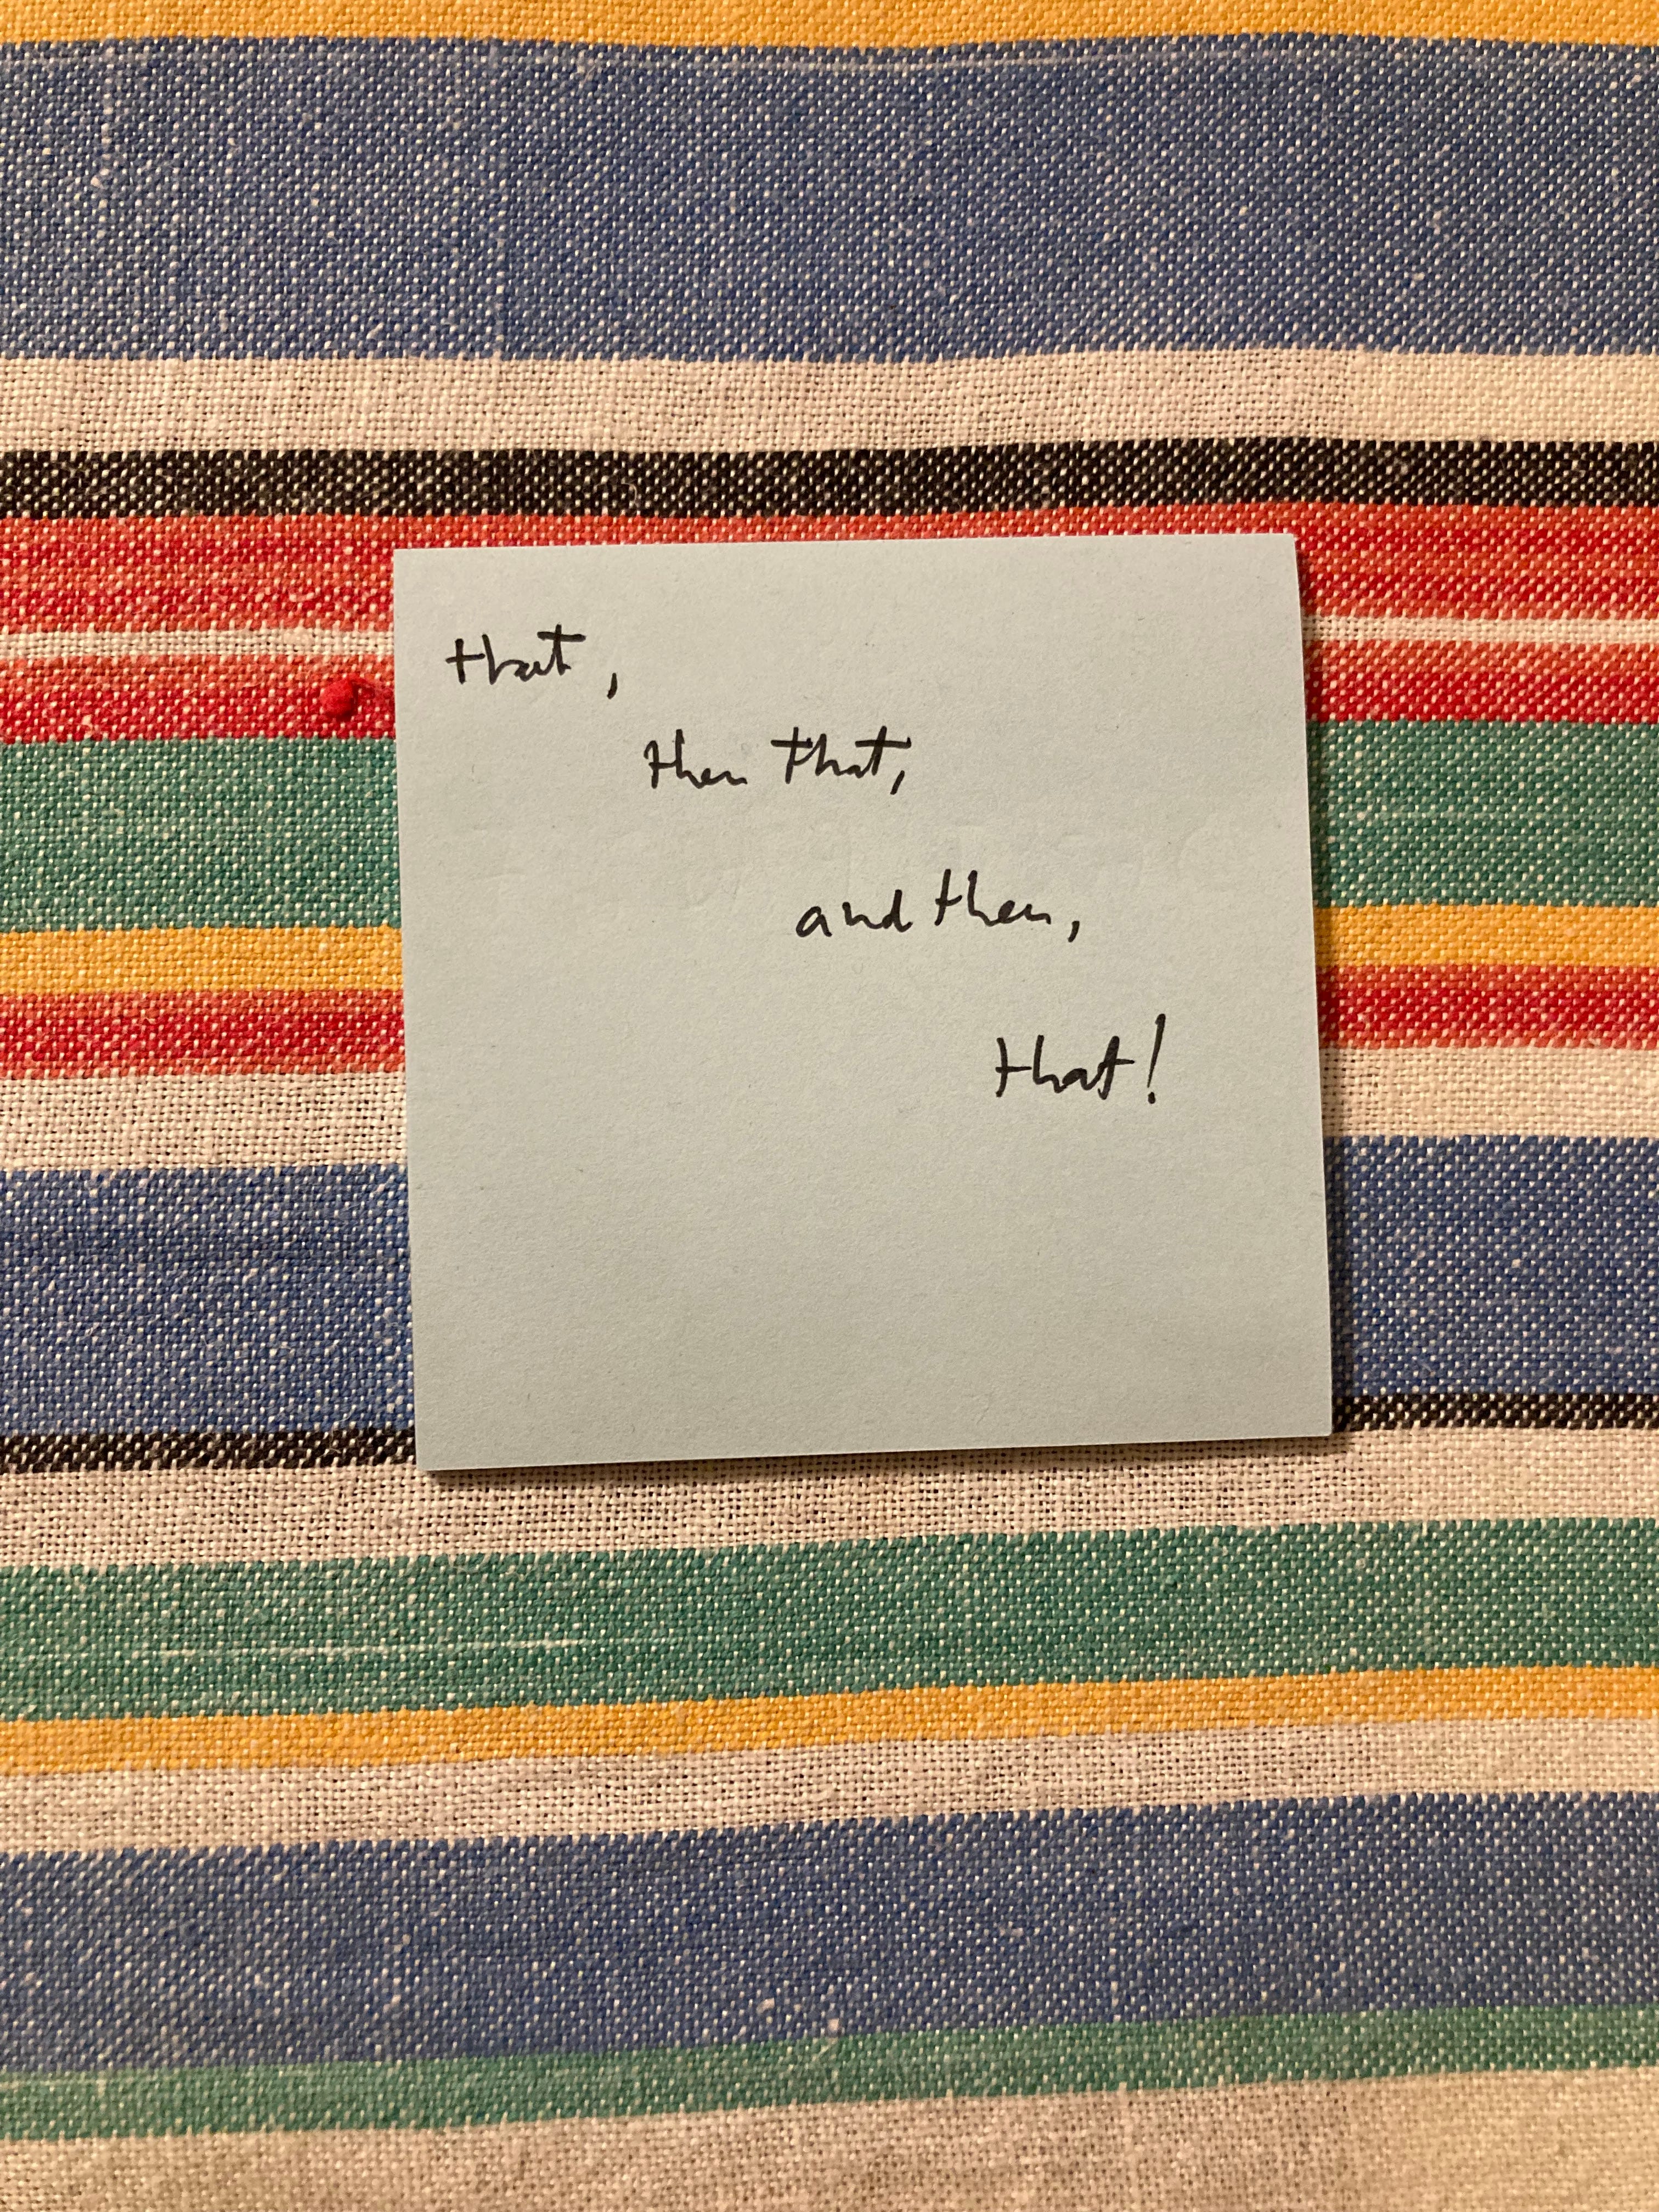 that,
then that,
and then,
that!